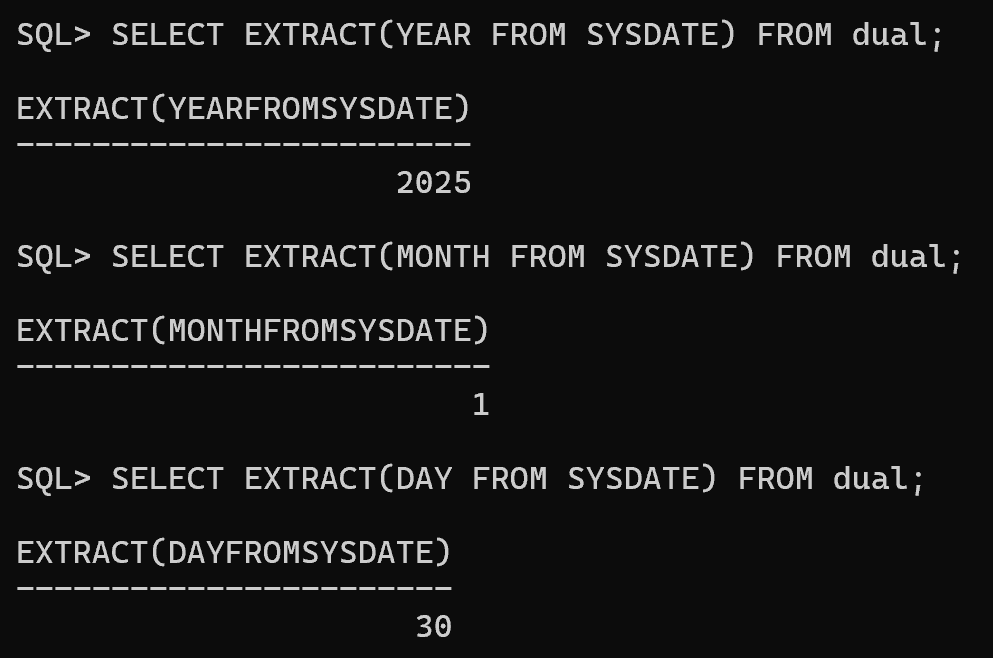 SQL> SELECT EXTRACT(YEAR FROM SYSDATE) FROM dual;
EXTRACT(YEARFROMSYSDATE)
------------------------
2025
SQL> SELECT EXTRACT(MONTH FROM SYSDATE) FROM dual;
EXTRACT(MONTHFROMSYSDATE)
-------------------------
1
SQL> SELECT EXTRACT(DAY FROM SYSDATE) FROM dual;
EXTRACT(DAYFROMSYSDATE)
-----------------------
30